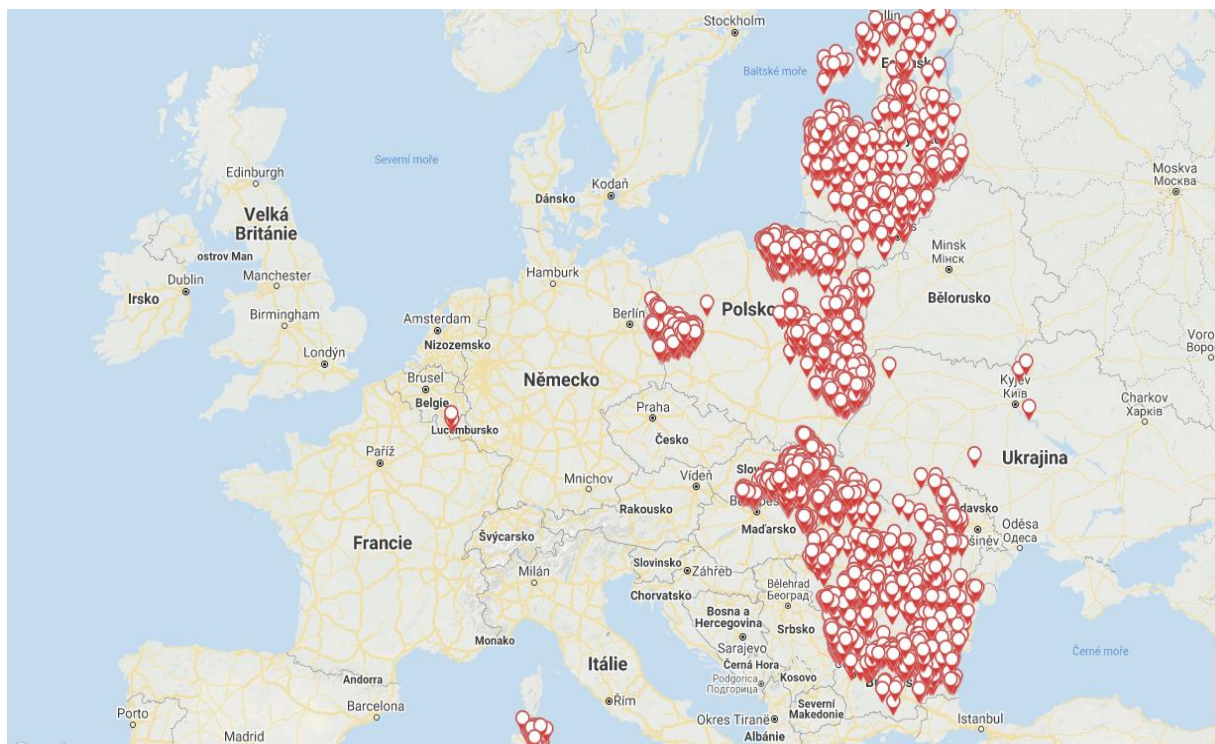 Stockholm
Baltské moře
Severní moře
Edinburgh
Moskva
Москва
Kodaň
Dánsko
Velká
Británie
ostrov Man
Minsk
Мінск
Dublin
Manchester
Hamburk
Irsko
Bělorusko
Birmingham
Amsterdam
Berlín
Polsko
Nizozemsko
Londýn
Německo
Brusel
Belgie
Kyjev
Київ
Charkov
Харків
Praha
Lucembursko
Česko
Paříž
Ukrajina
Vídeň
Mnichov
Rakousko
Maďarsko
Oděsa
Одеса
Švýcarsko
Francie
Slovinsko
Záhřeb
Milán
Chorvatsko
Bělehrad
Београд
Bosna a
Hercegovina
Srbsko
Monako
Sarajevo
Černé moře
Itálie
Černá Hora
Andorra
Podgorica
Подгорица
Kosovo
Řím
Barcelona
Porto
Severní
Makedonie
Okres Tirané
Istanbul
Madrid
Albánie